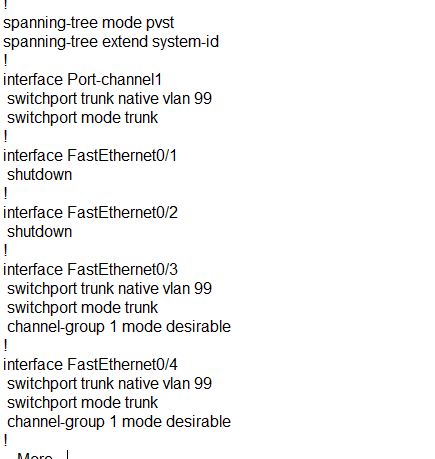 !
spanning-tree mode pvst
spanning-tree extend system-id
!
interface Port-channel1
switchport trunk native vlan 99
switchport mode trunk
!
interface FastEthernet0/1
shutdown
!
interface FastEthernet0/2
shutdown
!
interface FastEthernet0/3
switchport trunk native vlan 99
switchport mode trunk
channel-group 1 mode desirable
!
interface FastEthernet0/4
switchport trunk native vlan 99
switchport mode trunk
channel-group 1 mode desirable
!
More